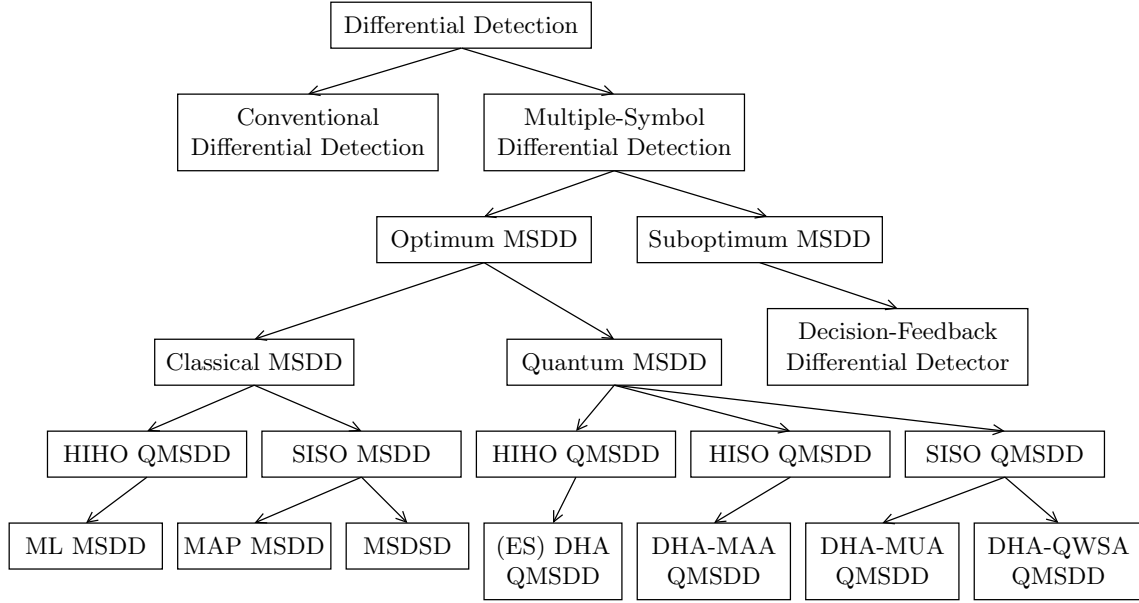 Differential Detection
Conventional
Differential Detection
Multiple-Symbol
Differential Detection
Optimum MSDD
Suboptimum MSDD
Decision-Feedback
Differential Detector
Classical MSDD
Quantum MSDD
HIHO QMSDD
SISO MSDD
HIHO QMSDD
HISO QMSDD
SISO QMSDD
ML MSDD
MAP MSDD
MSDSD
(ES) DHA
QMSDD
DHA-MAA
QMSDD
DHA-MUA
QMSDD
DHA-QWSA
QMSDD